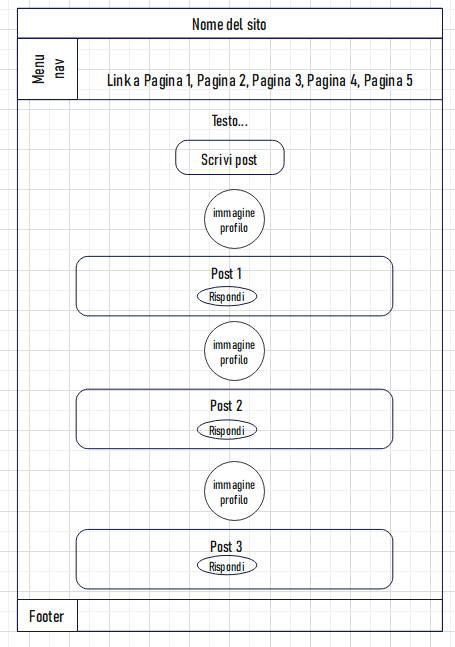 Nome del sito
Menu
nav
Link a Pagina 1, Pagina 2, Pagina 3, Pagina 4, Pagina 5
Testo...
Scrivi post
immagine
profilo
Post 1
Rispondi
immagine
profilo
Post 2
Rispondi
immagine
profilo
Post 3
Rispondi
Footer